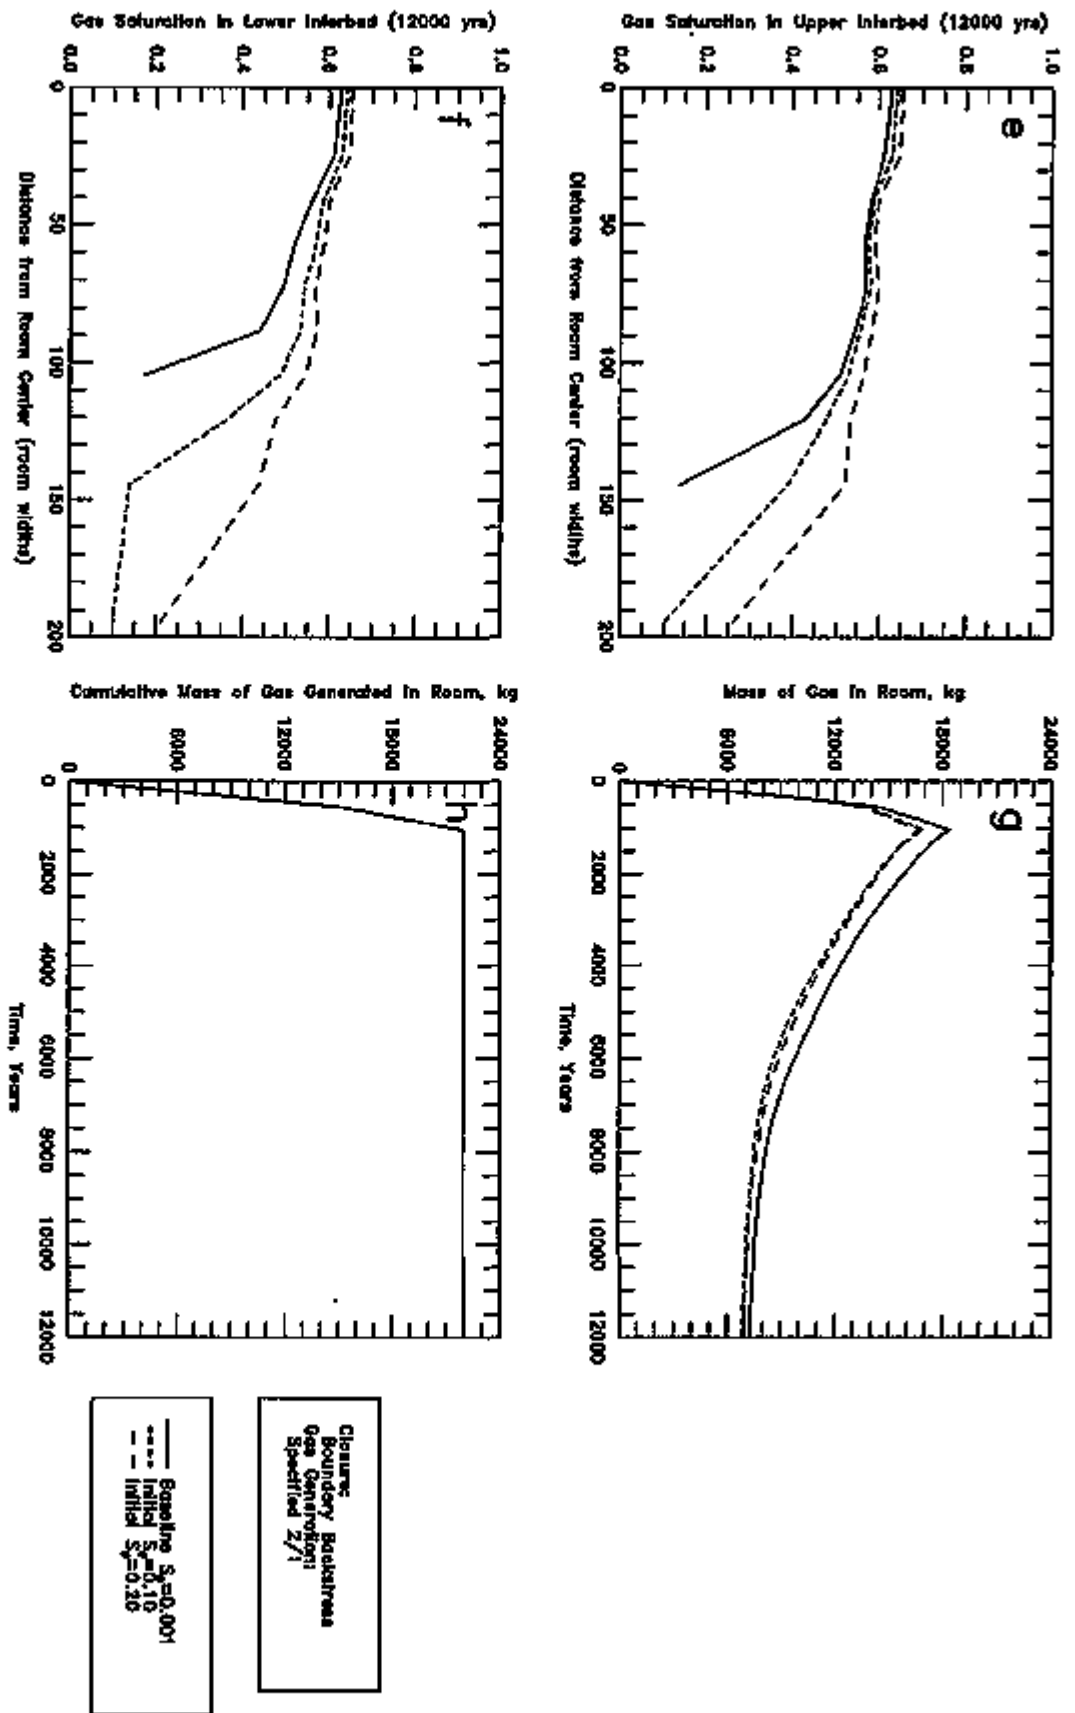 e
Gas Saturation in Upper Interbed (12000 yrs)
1.0
0.8
0.6
0.4
0.2
0.0
0
50
100
150
200
Distance from Room Center (room widths)
g
Mass of Gas in Room, kg
24000
18000
12000
6000
0
0
2000
4000
6000
8000
10000
12000
Time, Years
f
Gas Saturation in Lower Interbed (12000 yrs)
1.0
0.8
0.6
0.4
0.2
0.0
0
50
100
150
200
Distance from Room Center (room widths)
h
Cumulative Mass of Gas Generated in Room, kg
24000
18000
12000
6000
0
0
2000
4000
6000
8000
10000
12000
Time, Years
Closure:
Boundary Backstress
Gas Generation:
Specified 2/1
Baseline Sg=0.001
Initial Sg=0.10
Initial Sg=0.20